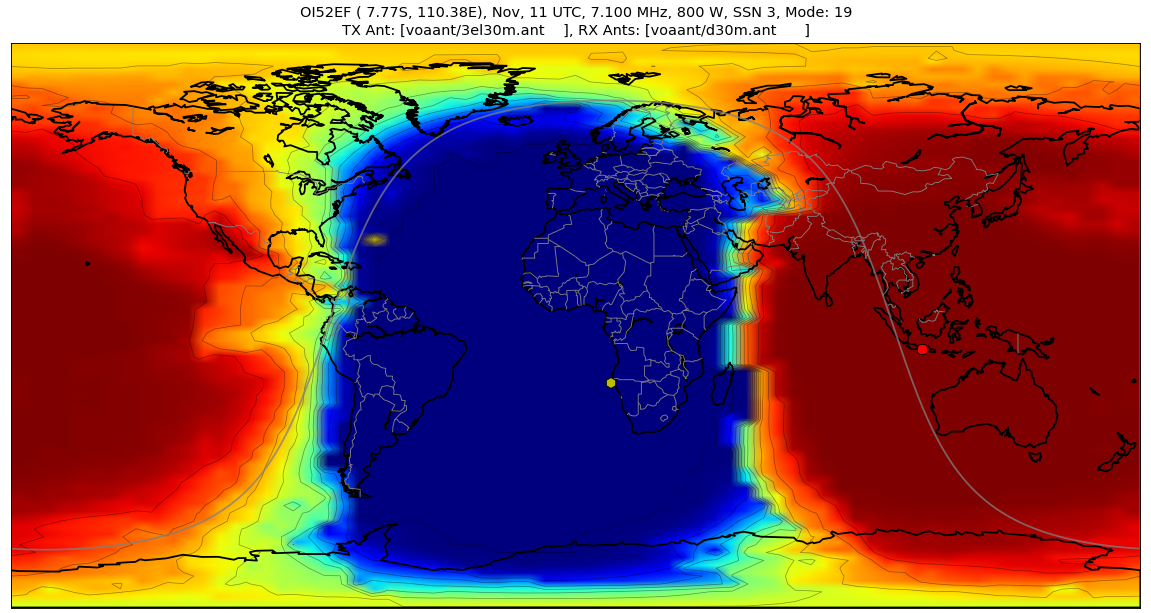 OI52EF ( 7.77S, 110.38E), Nov, 11 UTC, 7.100 MHz, 800 W, SSN 3, Mode: 19
TX Ant: [voaant/3el30m.ant    ], RX Ants: [voaant/d30m.ant      ]